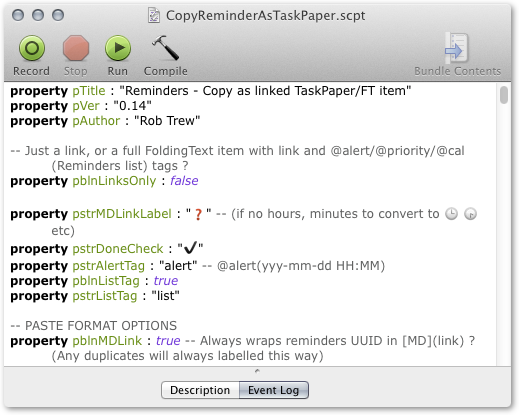 CopyReminderAsTaskPaper.scpt
Record Stop Run Compile Bundle Contents
property pTitle : "Reminders - Copy as linked TaskPaper/FT item"
property pVer : "0.14"
property pAuthor : "Rob Trew"
-- Just a link, or a full FoldingText item with link and @alert/@priority/@cal
(Reminders list) tags ?
property pblnLinksOnly : false
property pstrMDLinkLabel : "❓" -- (if no hours, minutes to convert to 🕒 🕞
etc)
property pstrDoneCheck : "✔"
property pstrAlertTag : "alert" -- @alert(yyy-mm-dd HH:MM)
property pblnListTag : true
property pstrListTag : "list"
-- PASTE FORMAT OPTIONS
property pblnMDLink : true -- Always wraps reminders UUID in [MD](link) ?
(Any duplicates will always labelled this way)
Description Event Log